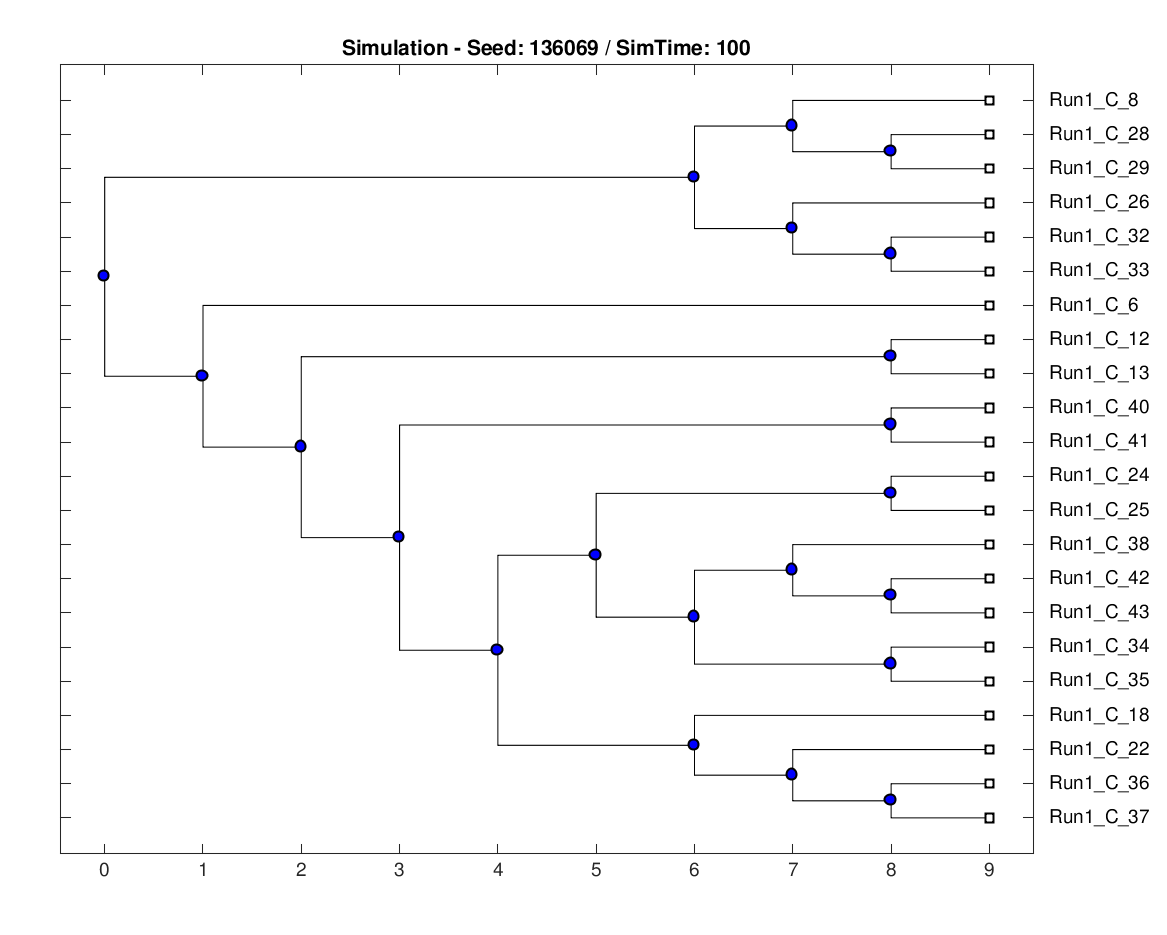 Simulation - Seed: 136069 / SimTime: 100
Run1_C_8
Run1_C_28
Run1_C_29
Run1_C_26
Run1_C_32
Run1_C_33
Run1_C_6
Run1_C_12
Run1_C_13
Run1_C_40
Run1_C_41
Run1_C_24
Run1_C_25
Run1_C_38
Run1_C_42
Run1_C_43
Run1_C_34
Run1_C_35
Run1_C_18
Run1_C_22
Run1_C_36
Run1_C_37
0 1 2 3 4 5 6 7 8 9